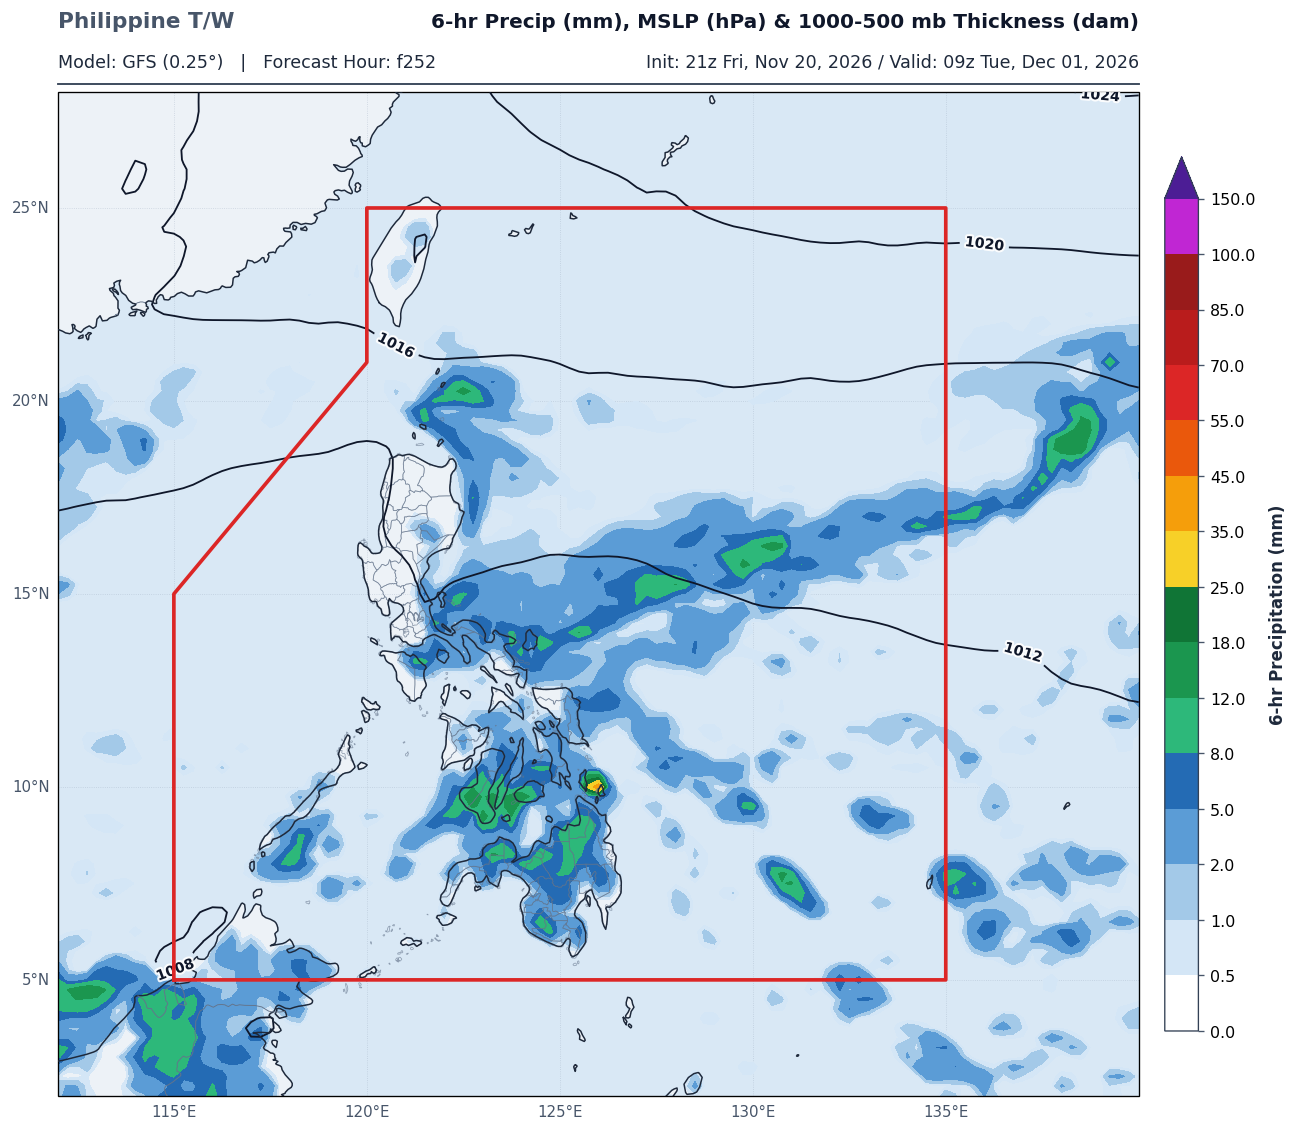 Philippine T/W
6-hr Precip (mm), MSLP (hPa) & 1000-500 mb Thickness (dam)
Model: GFS (0.25°) | Forecast Hour: f252
Init: 21z Fri, Nov 20, 2026 / Valid: 09z Tue, Dec 01, 2026
1024
25°N
1020
1016
20°N
15°N
1012
10°N
1008
5°N
115°E
120°E
125°E
130°E
135°E
150.0
100.0
85.0
70.0
55.0
45.0
35.0
25.0
18.0
12.0
8.0
5.0
2.0
1.0
0.5
0.0
6-hr Precipitation (mm)